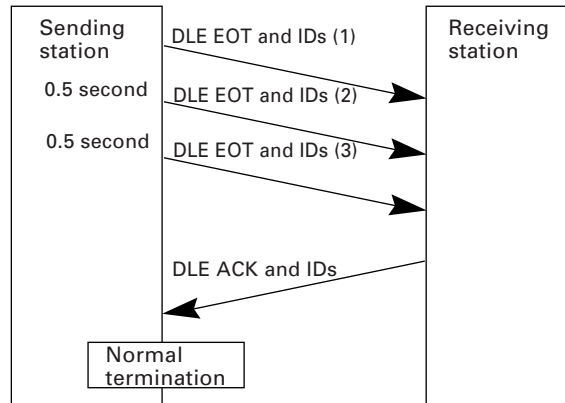 Sending
station
DLE EOT and IDs (1)
Receiving
station
0.5 second
DLE EOT and IDs (2)
0.5 second
DLE EOT and IDs (3)
DLE ACK and IDs
Normal
termination